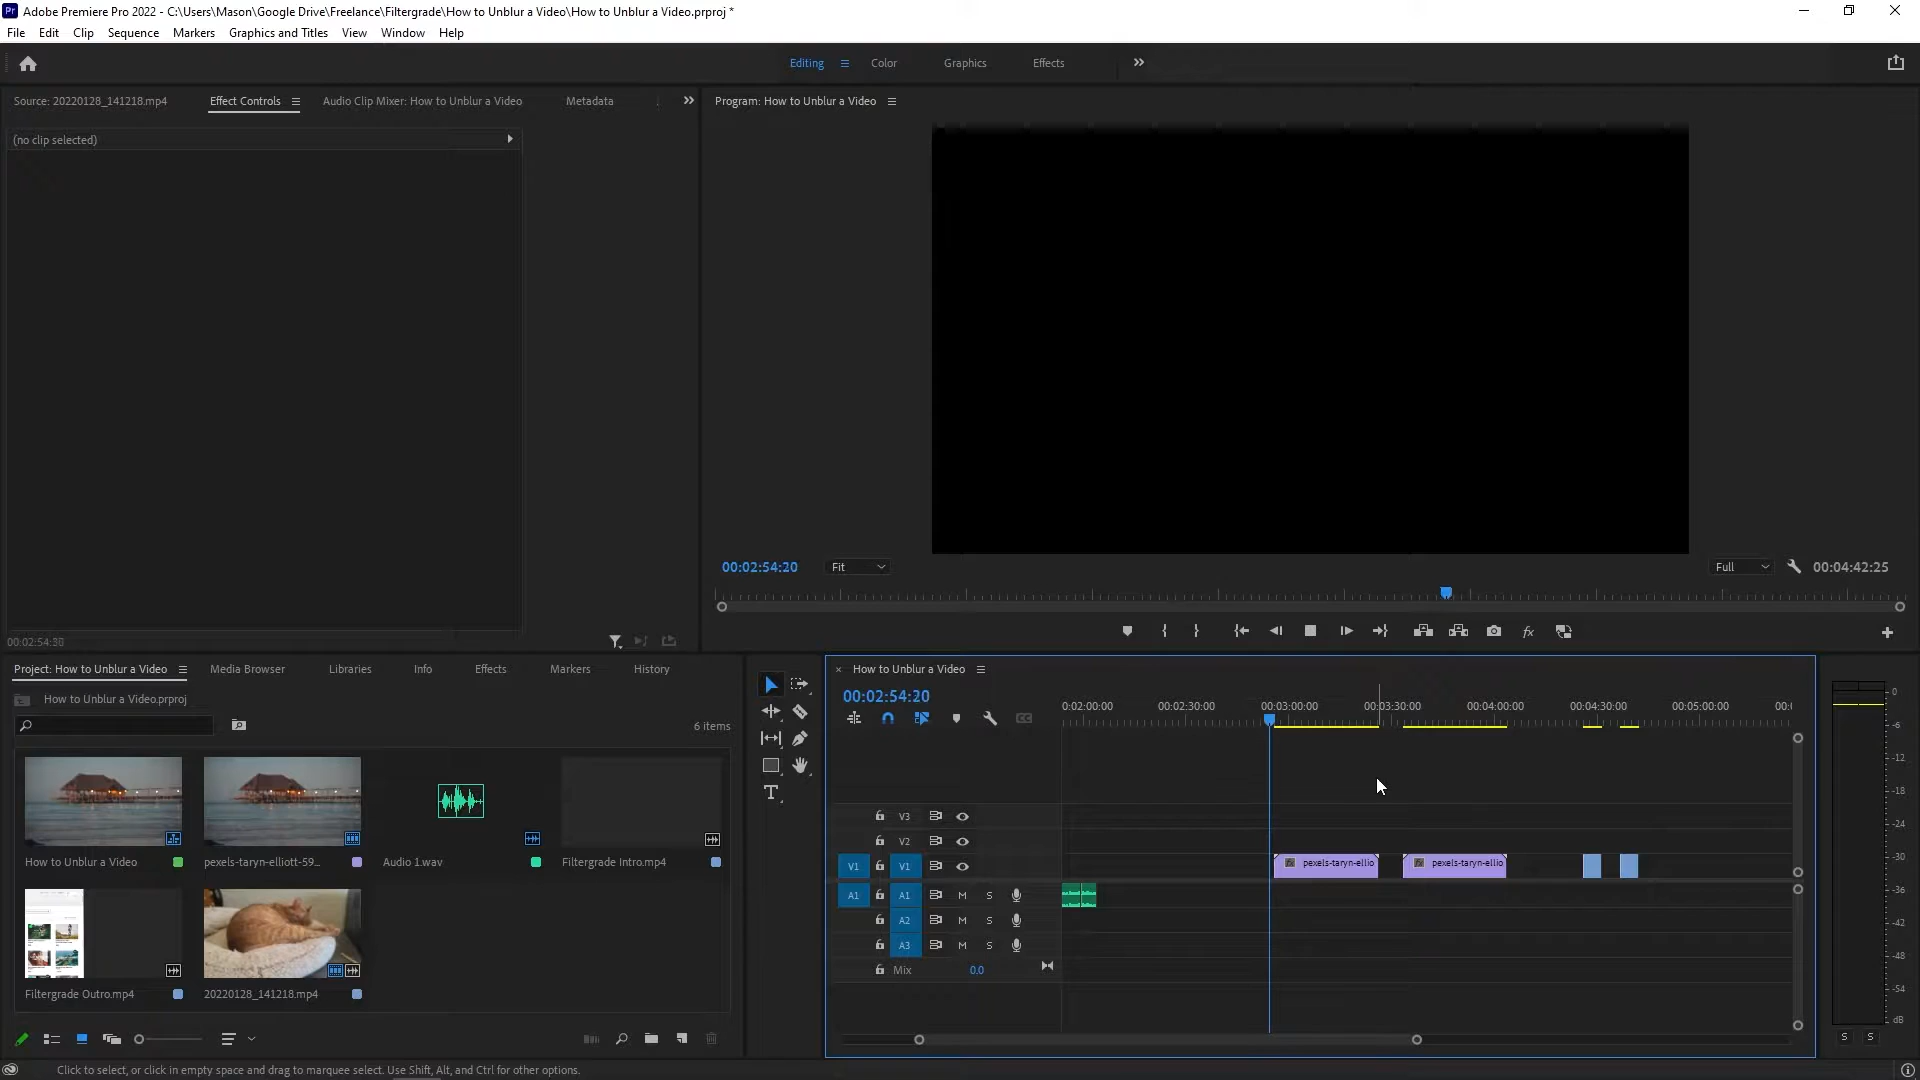 Adobe Premiere Pro 2022 - C:\Users\Mason\Google Drive\Freelance\Filtergrade\How to Unblur a Video\How to Unblur a Video.prproj *
File Edit Clip Sequence Markers Graphics and Titles View Window Help
Editing Color Graphics Effects
Source: 20220128_141218.mp4 Effect Controls Audio Clip Mixer: How to Unblur a Video Metadata
Program: How to Unblur a Video
(no clip selected)
00:02:54:20 Fit Full 00:04:42:25
Project: How to Unblur a Video Media Browser Libraries Info Effects Markers History
How to Unblur a Video.prproj
6 items
How to Unblur a Video pexels-taryn-elliott-59... Audio 1.wav Filtergrade Intro.mp4
Filtergrade Outro.mp4 20220128_141218.mp4
How to Unblur a Video
00:02:54:20
0:02:00:00 00:02:30:00 00:03:00:00 00:03:30:00 00:04:00:00 00:04:30:00 00:05:00:00 00:
V3
V2
V1 V1 pexels-taryn-ellio pexels-taryn-ellio
A1 A1 M S
A2 M S
A3 M S
Mix 0.0
0
-6
-12
-18
-24
-30
-36
-42
-48
-54
dB
S S
Click to select, or click in empty space and drag to marquee select. Use Shift, Alt, and Ctrl for other options.